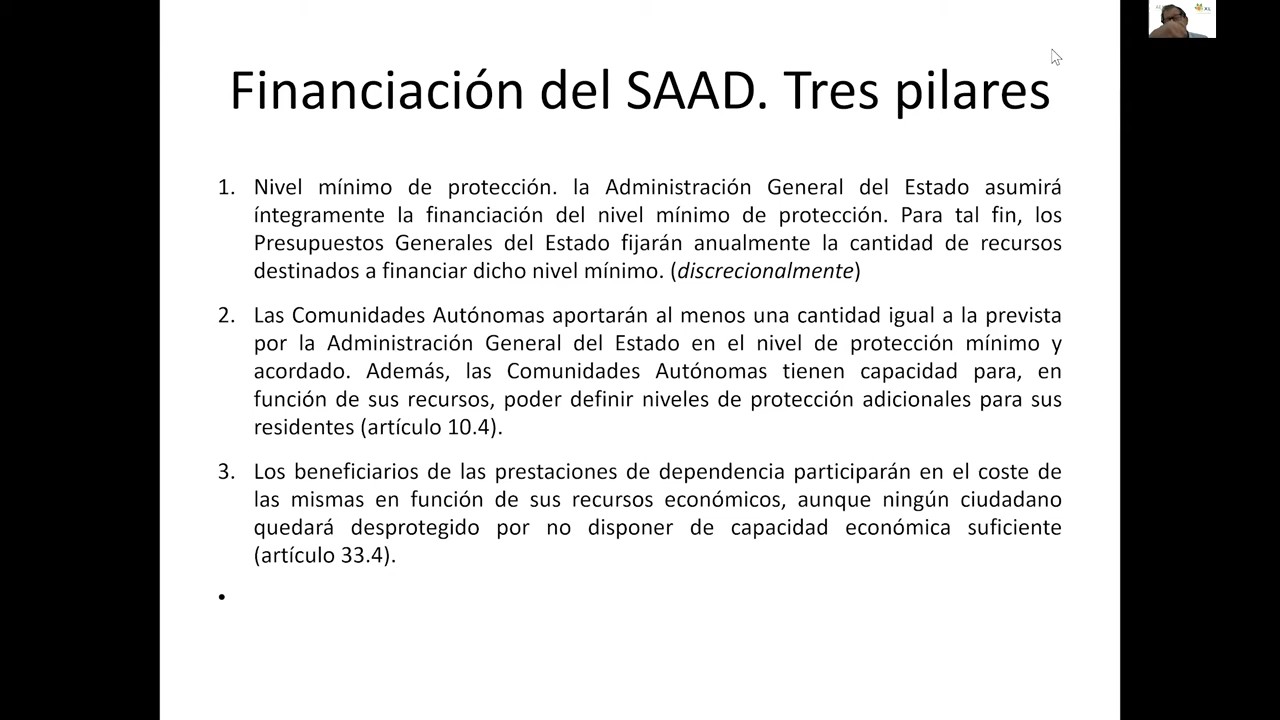 Financiación del SAAD. Tres pilares
1. Nivel mínimo de protección. la Administración General del Estado asumirá
íntegramente la financiación del nivel mínimo de protección. Para tal fin, los
Presupuestos Generales del Estado fijarán anualmente la cantidad de recursos
destinados a financiar dicho nivel mínimo. (discrecionalmente)
2. Las Comunidades Autónomas aportarán al menos una cantidad igual a la prevista
por la Administración General del Estado en el nivel de protección mínimo y
acordado. Además, las Comunidades Autónomas tienen capacidad para, en
función de sus recursos, poder definir niveles de protección adicionales para sus
residentes (artículo 10.4).
3. Los beneficiarios de las prestaciones de dependencia participarán en el coste de
las mismas en función de sus recursos económicos, aunque ningún ciudadano
quedará desprotegido por no disponer de capacidad económica suficiente
(artículo 33.4).
•